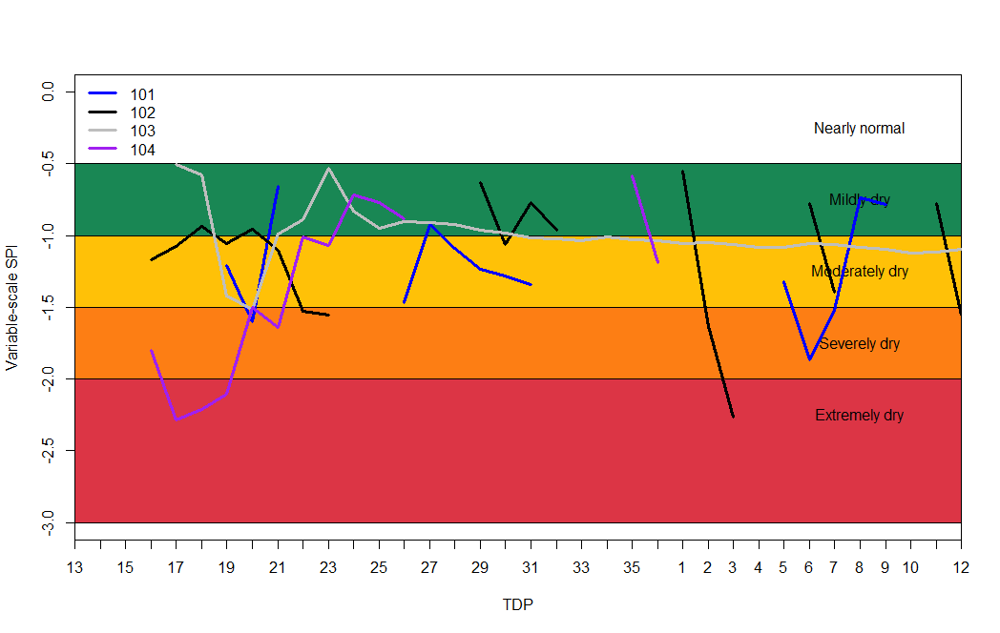 101
102
103
104
Nearly normal
Mildly dry
Moderately dry
Severely dry
Extremely dry
0.0
-0.5
-1.0
-1.5
-2.0
-2.5
-3.0
Variable-scale SPI
13 15 17 19 21 23 25 27 29 31 33 35 1 2 3 4 5 6 7 8 9 10 12
TDP